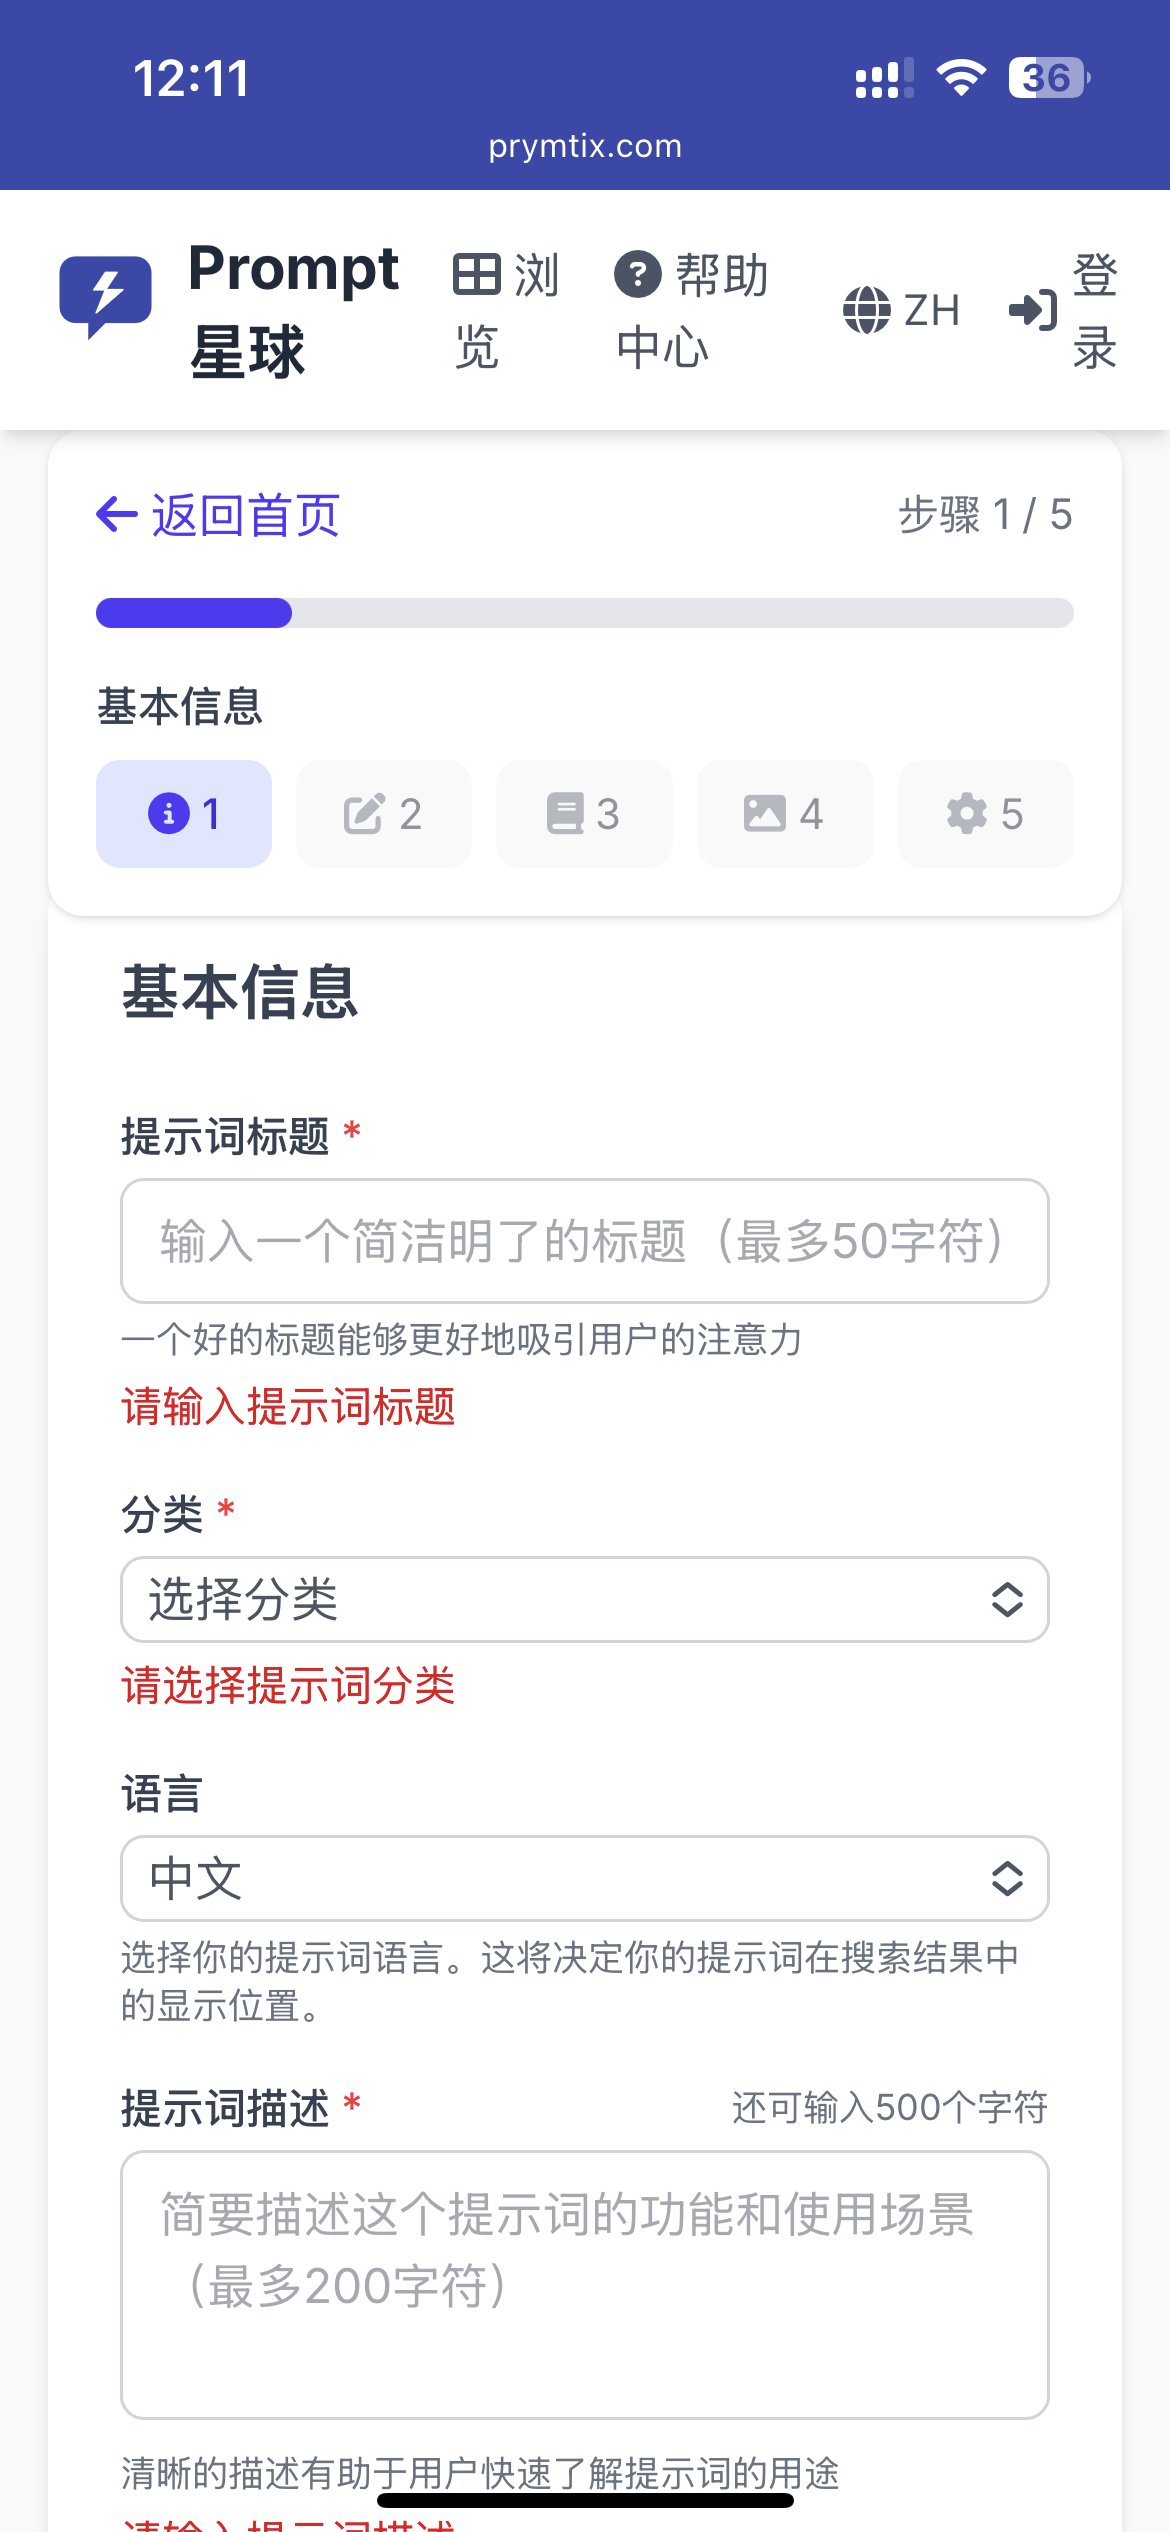 12:11
36
prymtix.com
Prompt
星球
浏
览
帮助
中心
ZH
登
录
返回首页
步骤 1 / 5
基本信息
1
2
3
4
5
基本信息
提示词标题 *
输入一个简洁明了的标题（最多50字符）
一个好的标题能够更好地吸引用户的注意力
请输入提示词标题
分类 *
选择分类
请选择提示词分类
语言
中文
选择你的提示词语言。这将决定你的提示词在搜索结果中
的显示位置。
提示词描述 *
还可输入500个字符
简要描述这个提示词的功能和使用场景
（最多200字符）
清晰的描述有助于用户快速了解提示词的用途
请输入提示词描述